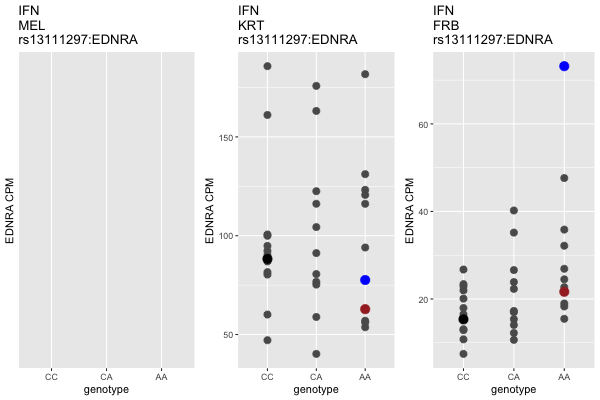 IFN
MEL
rs13111297:EDNRA
EDNRA CPM
CC
CA
AA
genotype
IFN
KRT
rs13111297:EDNRA
EDNRA CPM
150
100
50
CC
CA
AA
genotype
IFN
FRB
rs13111297:EDNRA
EDNRA CPM
60
40
20
CC
CA
AA
genotype